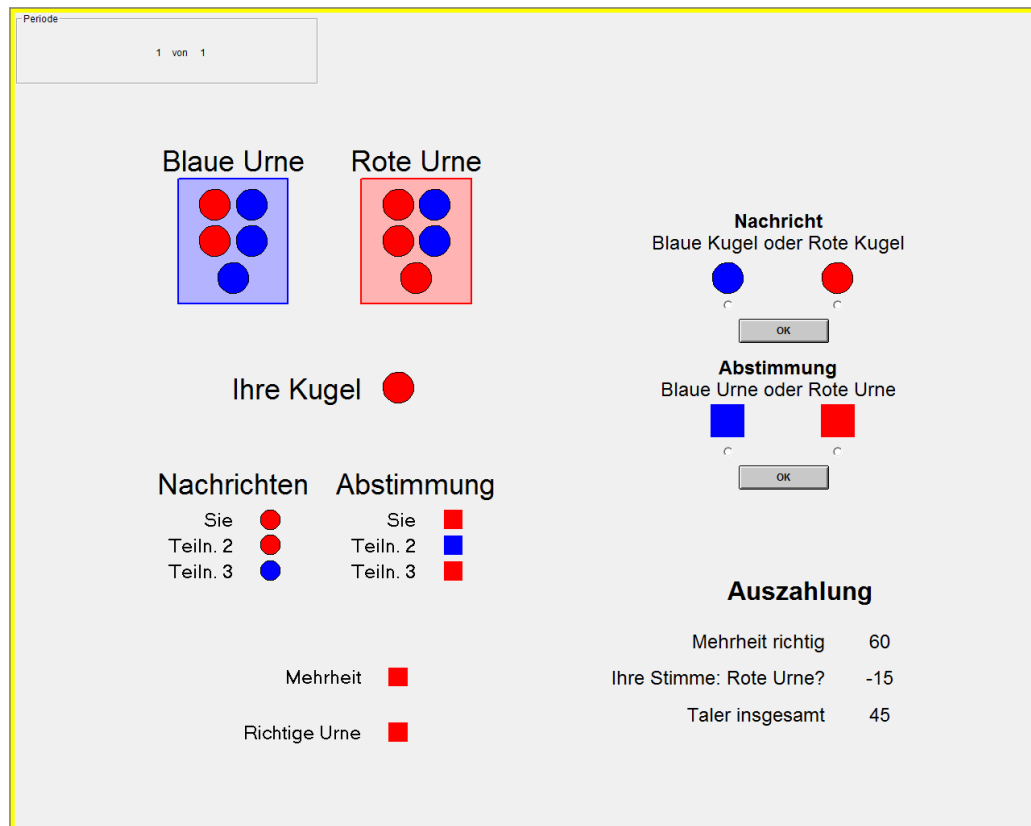 Periode
1 von 1
Blaue Urne Rote Urne
Nachricht
Blaue Kugel oder Rote Kugel
OK
Abstimmung
Blaue Urne oder Rote Urne
OK
Ihre Kugel
Nachrichten Abstimmung
Sie Sie
Teiln. 2 Teiln. 2
Teiln. 3 Teiln. 3
Mehrheit
Richtige Urne
Auszahlung
Mehrheit richtig 60
Ihre Stimme: Rote Urne? -15
Taler insgesamt 45